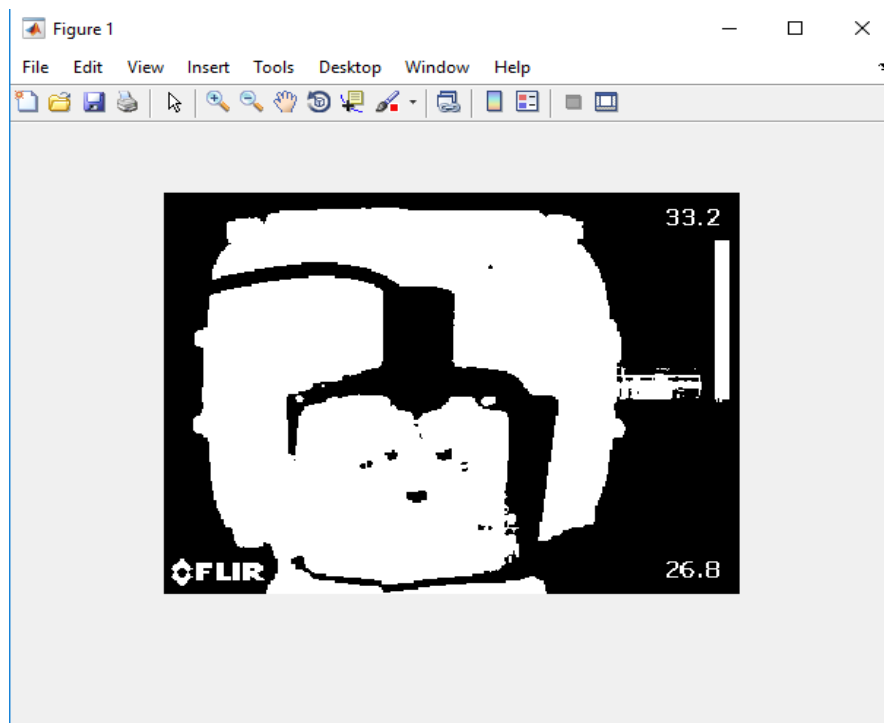 Figure 1
File Edit View Insert Tools Desktop Window Help
33.2
FLIR
26.8